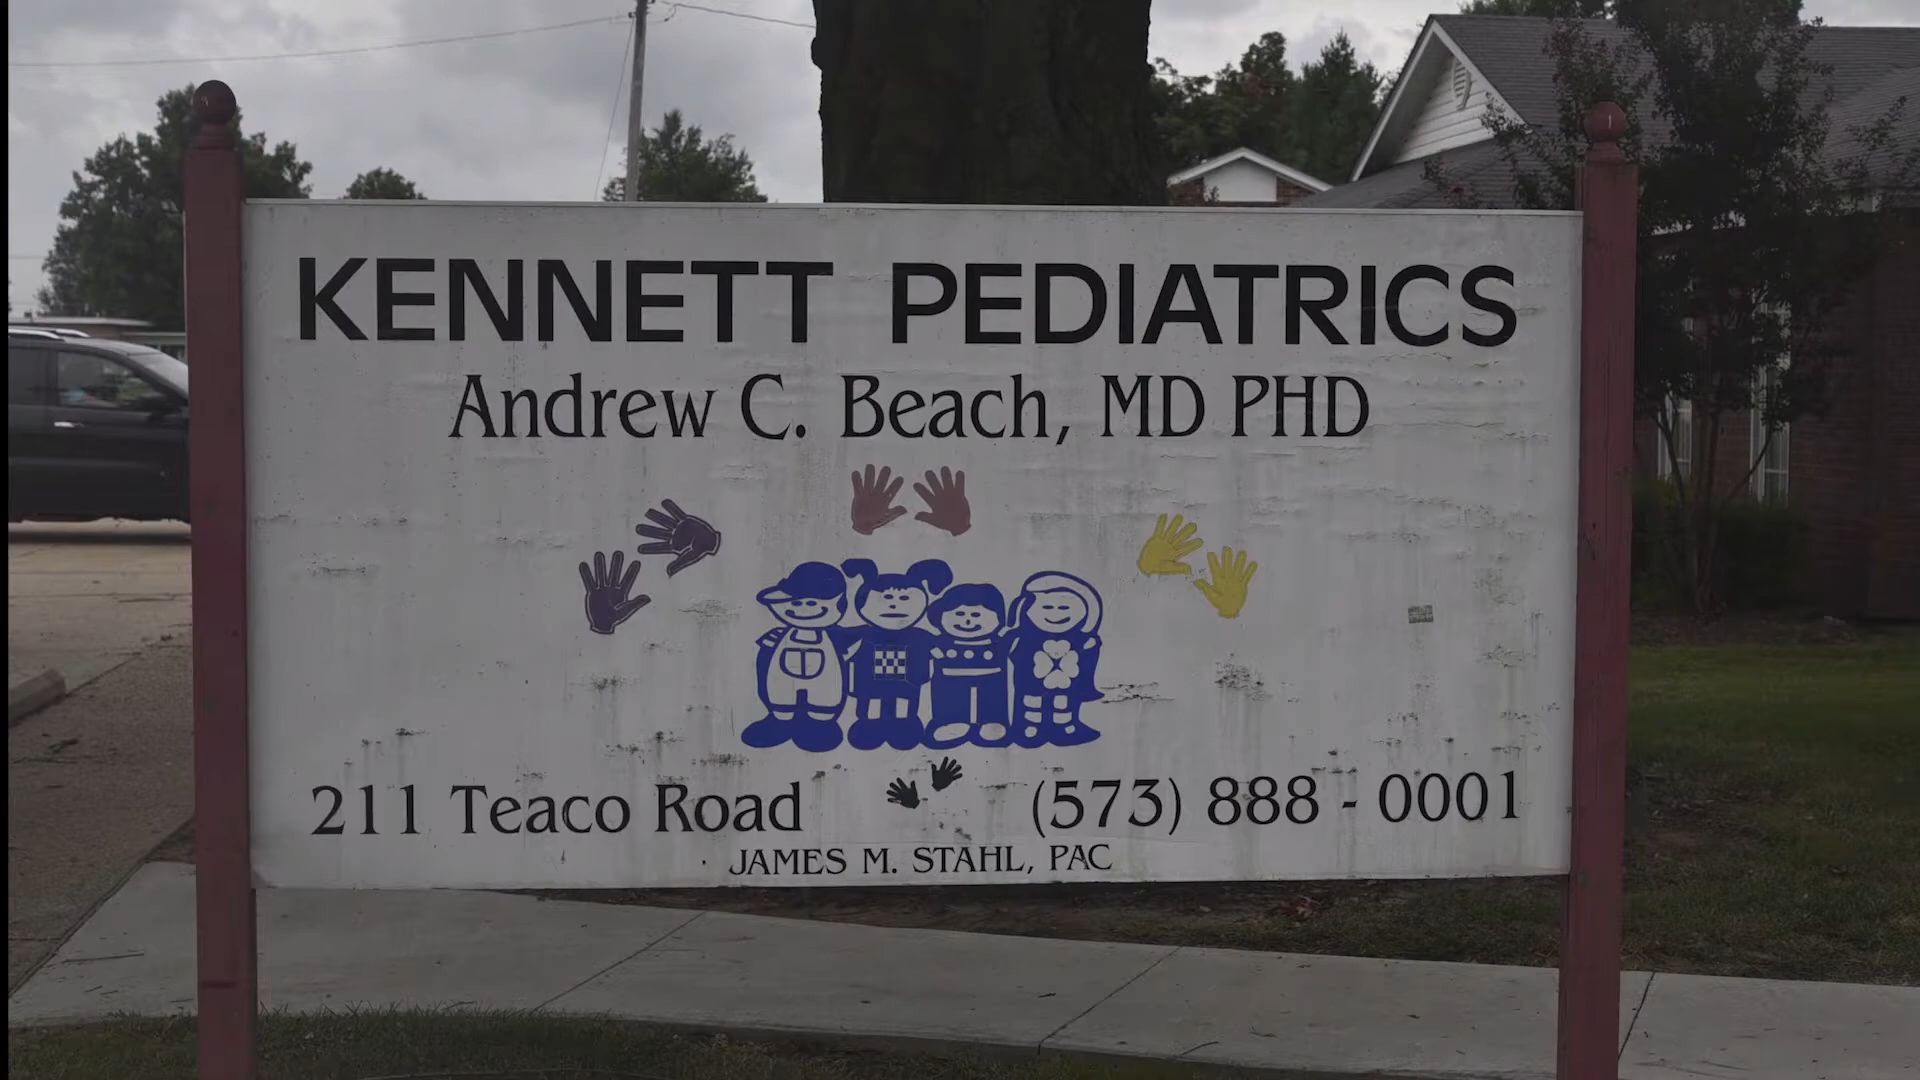 KENNETT PEDIATRICS
Andrew C. Beach, MD PHD
211 Teaco Road (573) 888 - 0001
JAMES M. STAHL, PAC